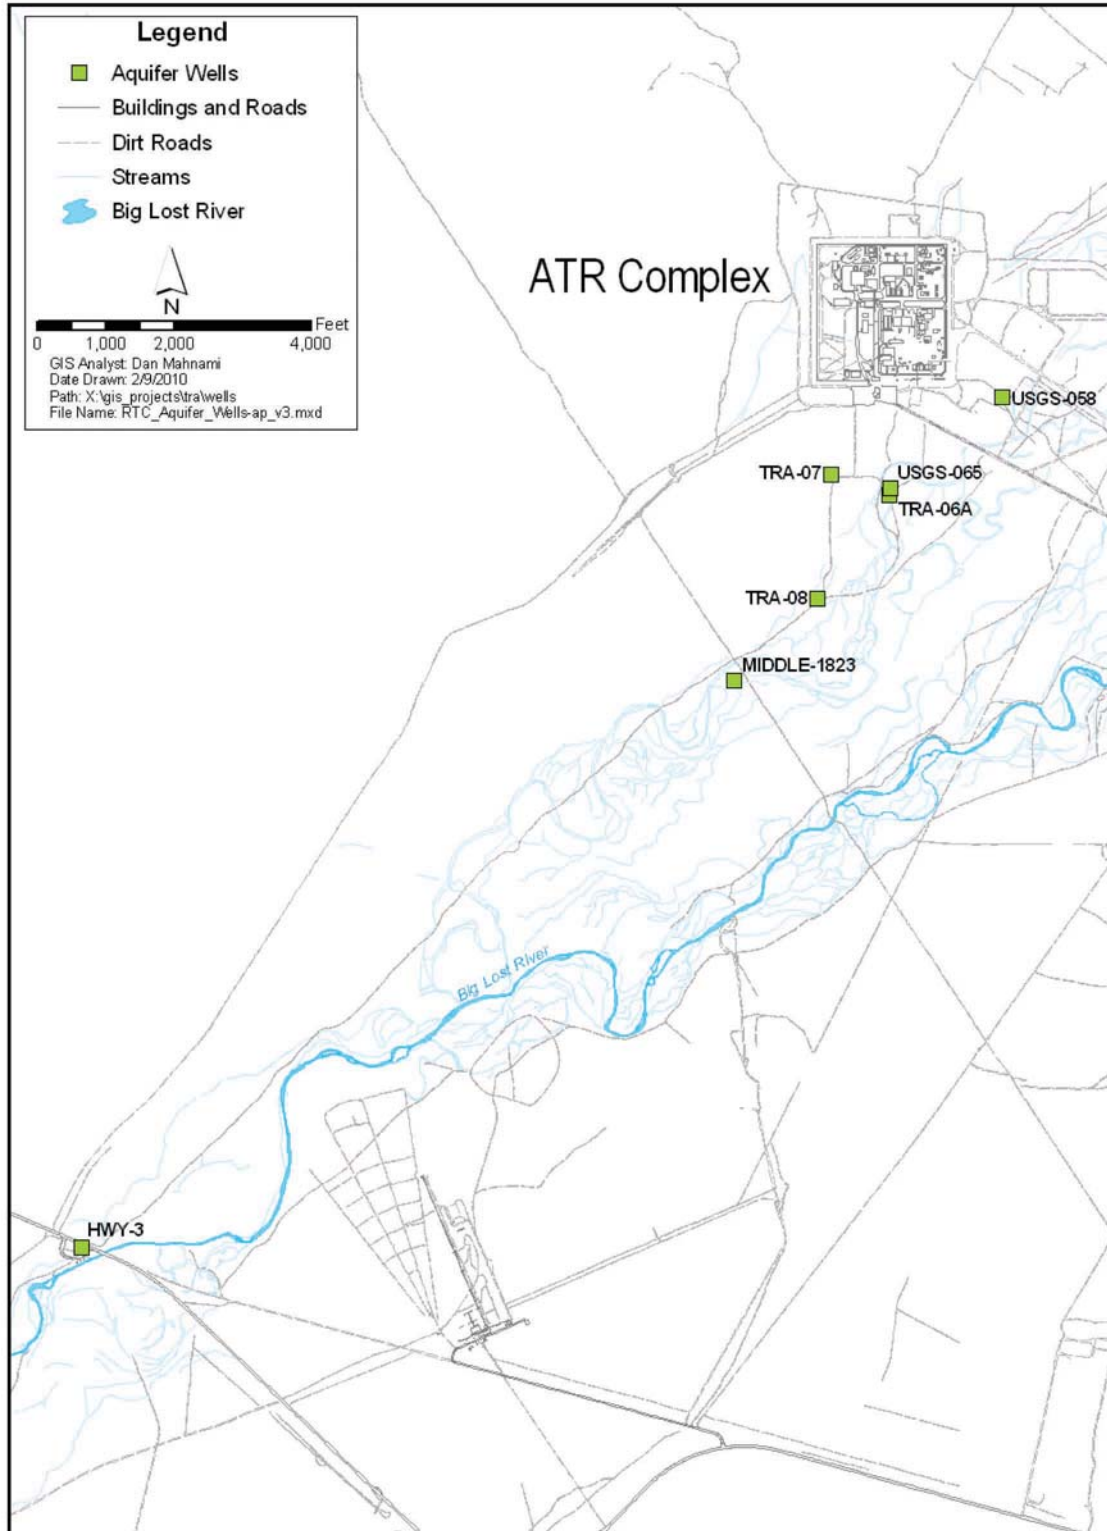 Legend
Aquifer Wells
Buildings and Roads
Dirt Roads
Streams
Big Lost River
N
Feet
0 1,000 2,000 4,000
GIS Analyst: Dan Mahnami
Date Drawn: 2/9/2010
Path: X:\gis_projects\tra\wells
File Name: RTC_Aquifer_Wells-ap_v3.mxd
ATR Complex
USGS-058
TRA-07
USGS-065
TRA-06A
TRA-08
MIDDLE-1823
Big Lost River
HWY-3